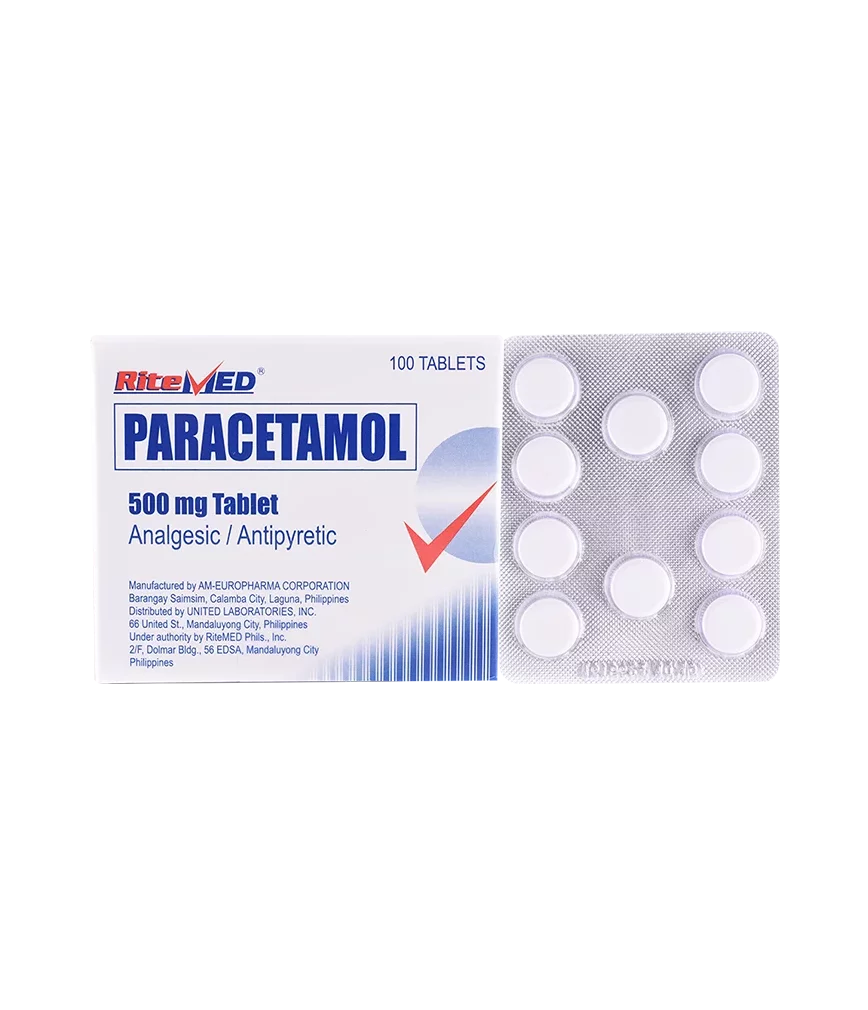 100 TABLETS
RiteMED®
PARACETAMOL
500 mg Tablet
Analgesic / Antipyretic
Manufactured by AM-EUROPHARMA CORPORATION
Barangay Saimsim, Calamba City, Laguna, Philippines
Distributed by UNITED LABORATORIES, INC.
66 United St., Mandaluyong City, Philippines
Under authority by RiteMED Phils., Inc.
2/F, Dolmar Bldg., 56 EDSA, Mandaluyong City
Philippines